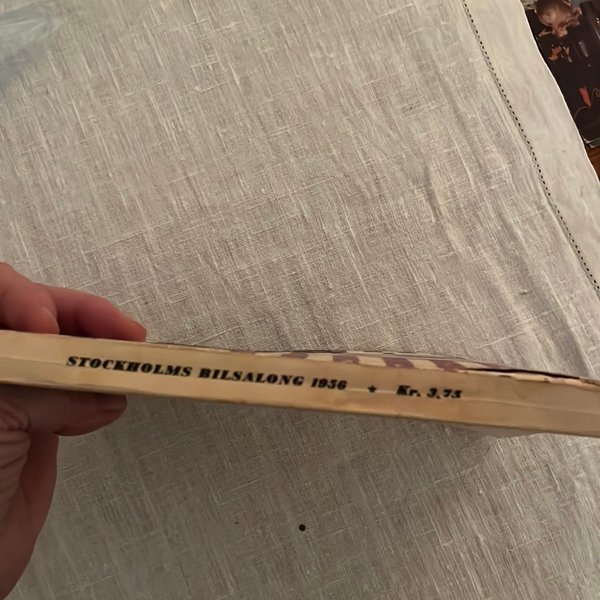 STOCKHOLMS BILSALONG 1956 ★ Kr. 3,75